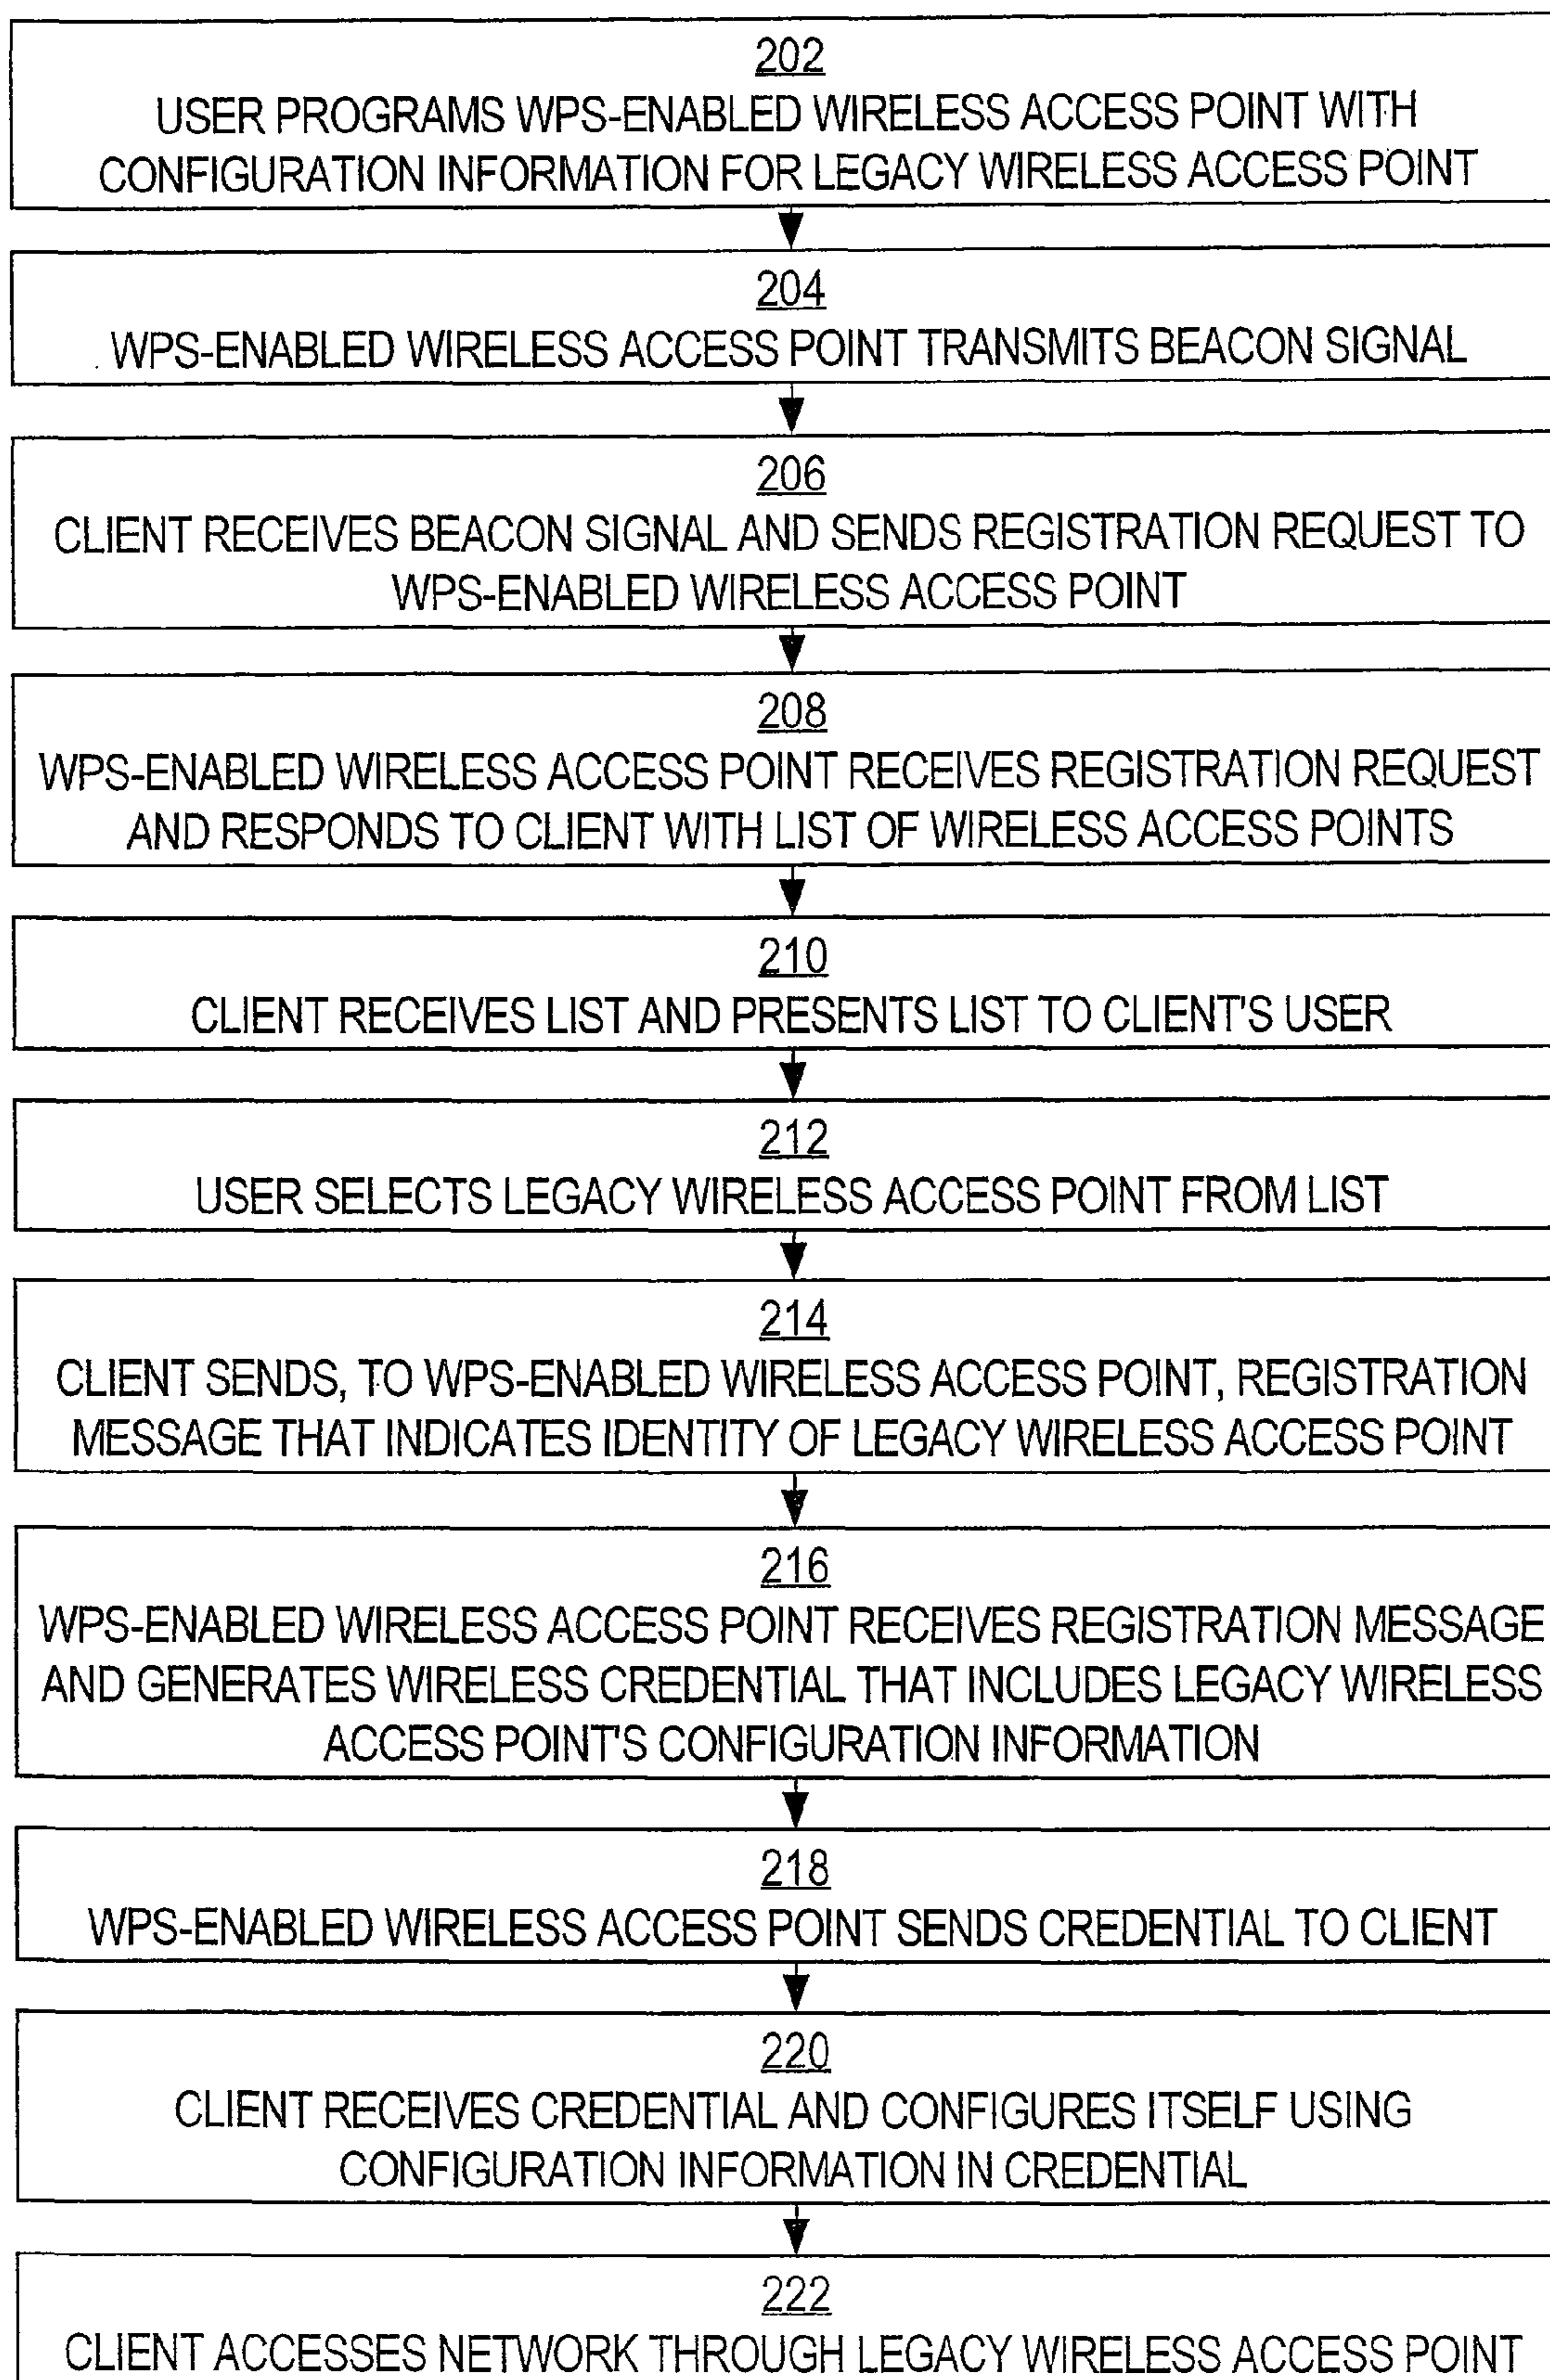 202
USER PROGRAMS WPS-ENABLED WIRELESS ACCESS POINT WITH
CONFIGURATION INFORMATION FOR LEGACY WIRELESS ACCESS POINT
204
WPS-ENABLED WIRELESS ACCESS POINT TRANSMITS BEACON SIGNAL
206
CLIENT RECEIVES BEACON SIGNAL AND SENDS REGISTRATION REQUEST TO
WPS-ENABLED WIRELESS ACCESS POINT
208
WPS-ENABLED WIRELESS ACCESS POINT RECEIVES REGISTRATION REQUEST
AND RESPONDS TO CLIENT WITH LIST OF WIRELESS ACCESS POINTS
210
CLIENT RECEIVES LIST AND PRESENTS LIST TO CLIENT'S USER
212
USER SELECTS LEGACY WIRELESS ACCESS POINT FROM LIST
214
CLIENT SENDS, TO WPS-ENABLED WIRELESS ACCESS POINT, REGISTRATION
MESSAGE THAT INDICATES IDENTITY OF LEGACY WIRELESS ACCESS POINT
216
WPS-ENABLED WIRELESS ACCESS POINT RECEIVES REGISTRATION MESSAGE
AND GENERATES WIRELESS CREDENTIAL THAT INCLUDES LEGACY WIRELESS
ACCESS POINT'S CONFIGURATION INFORMATION
218
WPS-ENABLED WIRELESS ACCESS POINT SENDS CREDENTIAL TO CLIENT
220
CLIENT RECEIVES CREDENTIAL AND CONFIGURES ITSELF USING
CONFIGURATION INFORMATION IN CREDENTIAL
222
CLIENT ACCESSES NETWORK THROUGH LEGACY WIRELESS ACCESS POINT